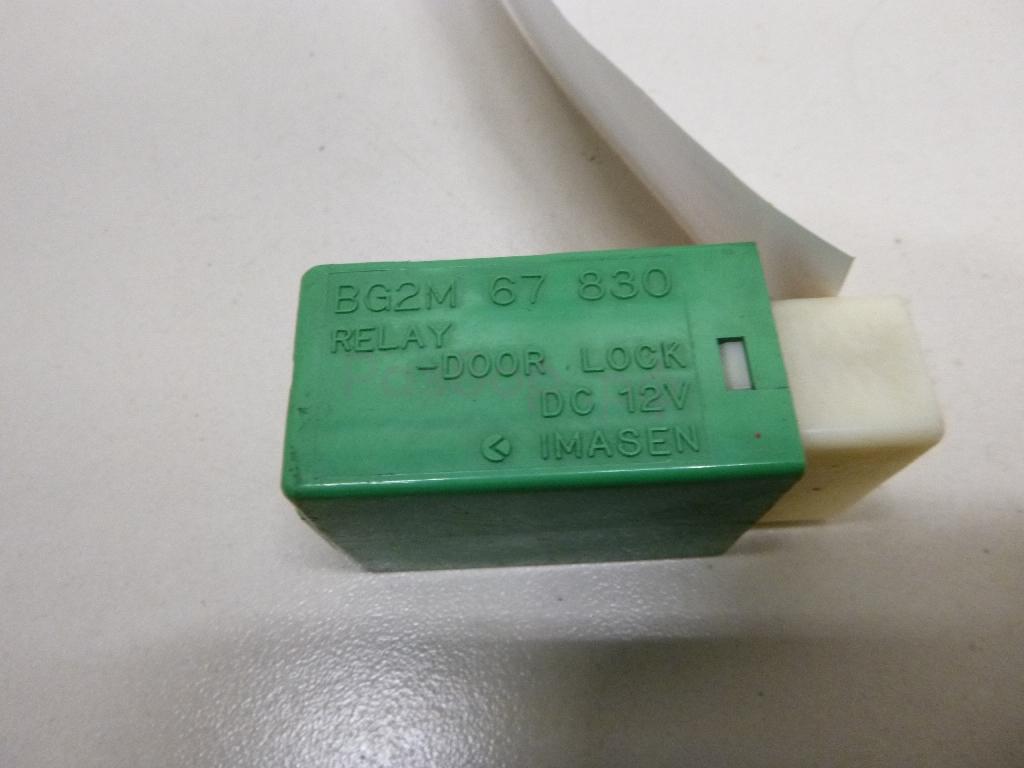 BG2M 67 830
RELAY
-DOOR LOCK
DC 12V
IMASEN